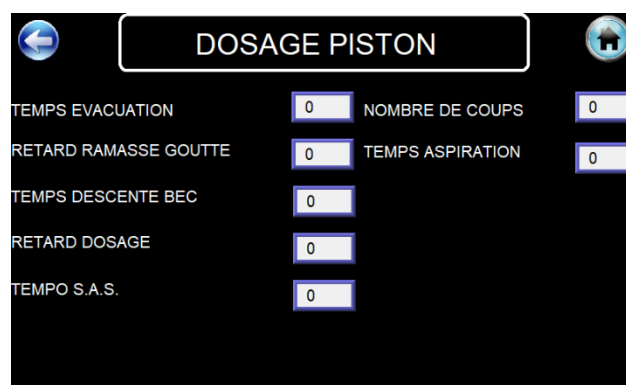 DOSAGE PISTON
TEMPS EVACUATION 0 NOMBRE DE COUPS 0
RETARD RAMASSE GOUTTE 0 TEMPS ASPIRATION 0
TEMPS DESCENTE BEC 0
RETARD DOSAGE 0
TEMPO S.A.S. 0